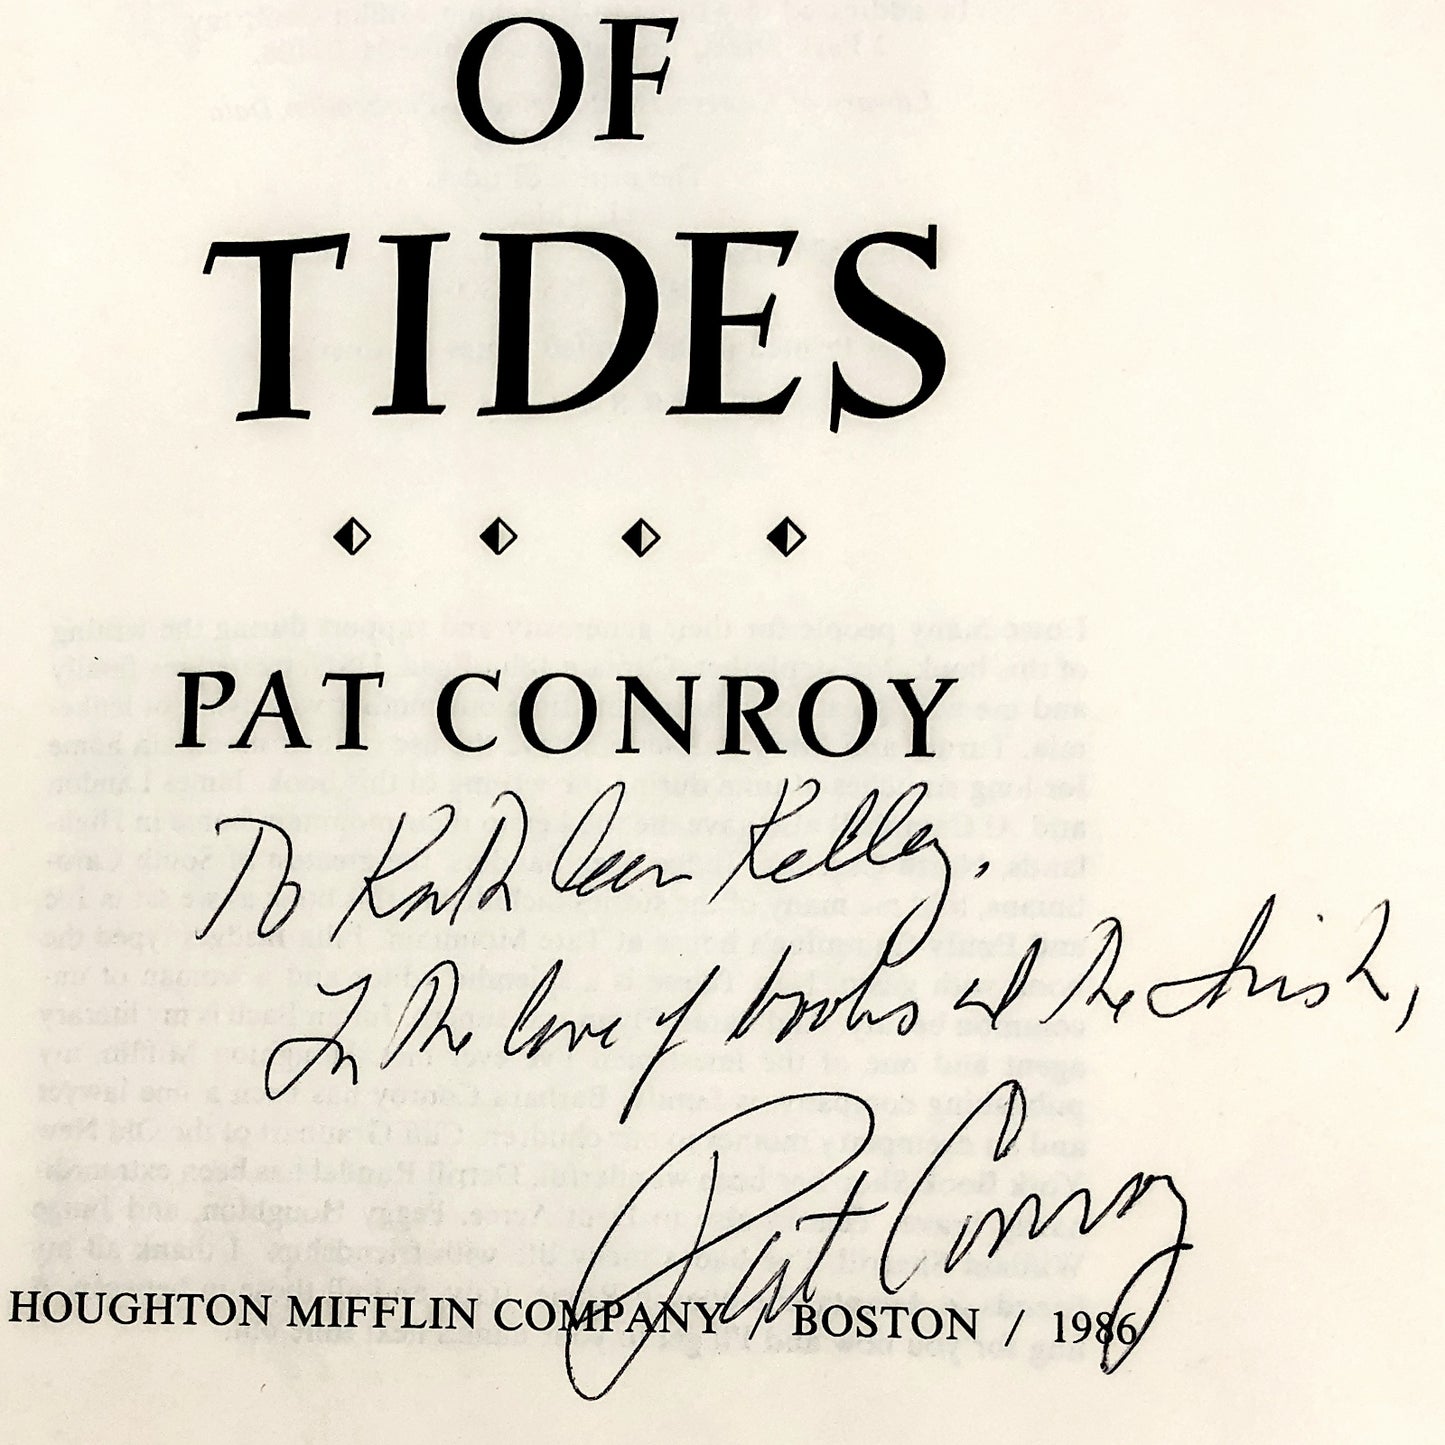 OF
TIDES
PAT CONROY
To Kathleen Kelley,
In the love of books and the Irish,
Pat Conroy
HOUGHTON MIFFLIN COMPANY / BOSTON / 1986